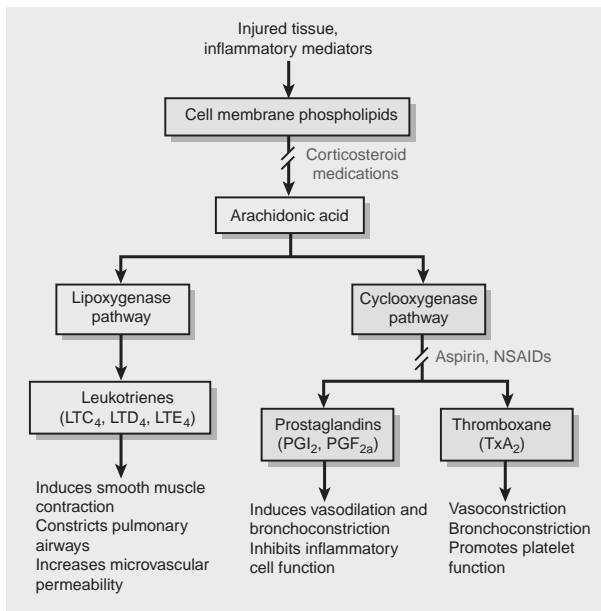 Injured tissue,
inflammatory mediators
Cell membrane phospholipids
Corticosteroid
medications
Arachidonic acid
Lipoxygenase
pathway
Cyclooxygenase
pathway
Aspirin, NSAIDs
Leukotrienes
(LTC₄, LTD₄, LTE₄)
Prostaglandins
(PGI₂, PGF₂ₐ)
Thromboxane
(TxA₂)
Induces smooth muscle
contraction
Constricts pulmonary
airways
Increases microvascular
permeability
Induces vasodilation and
bronchoconstriction
Inhibits inflammatory
cell function
Vasoconstriction
Bronchoconstriction
Promotes platelet
function